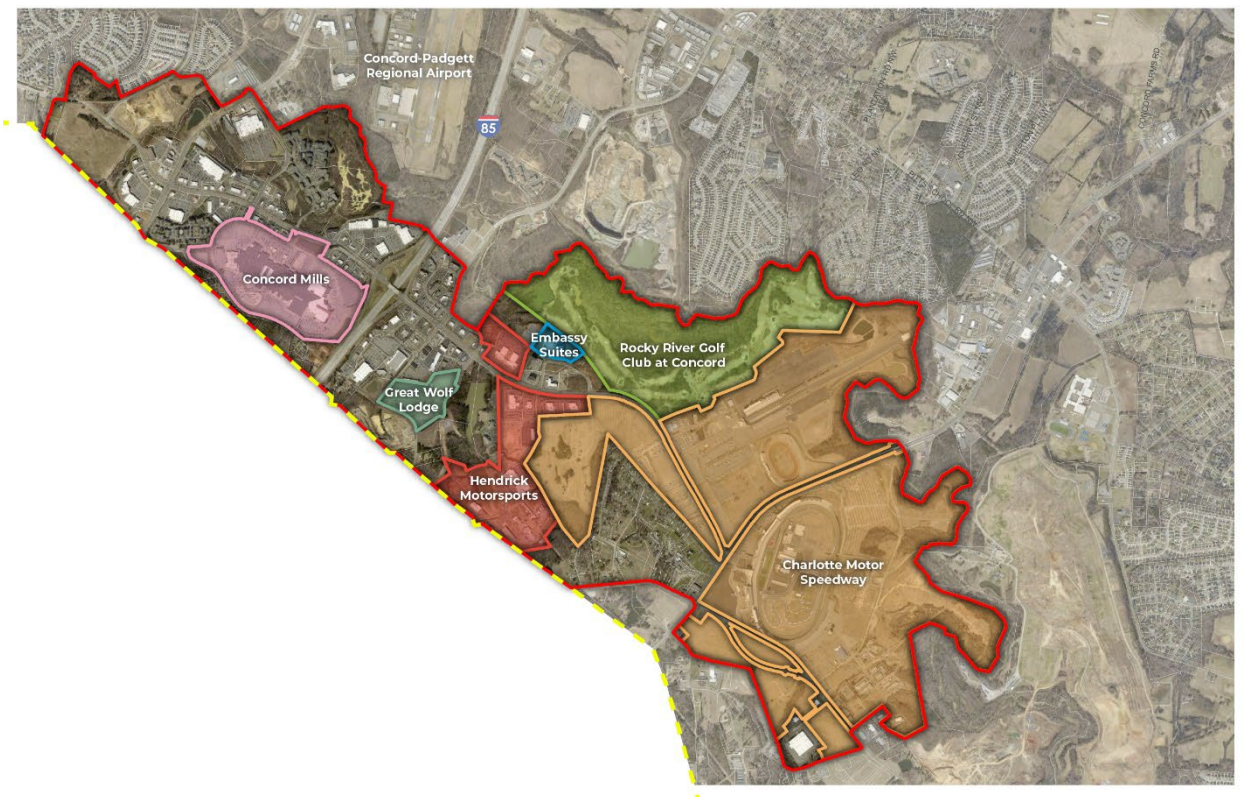 Concord-Padgett
Regional Airport
85
Concord Mills
Embassy
Suites
Rocky River Golf
Club at Concord
Great Wolf
Lodge
Hendrick
Motorsports
Charlotte Motor
Speedway